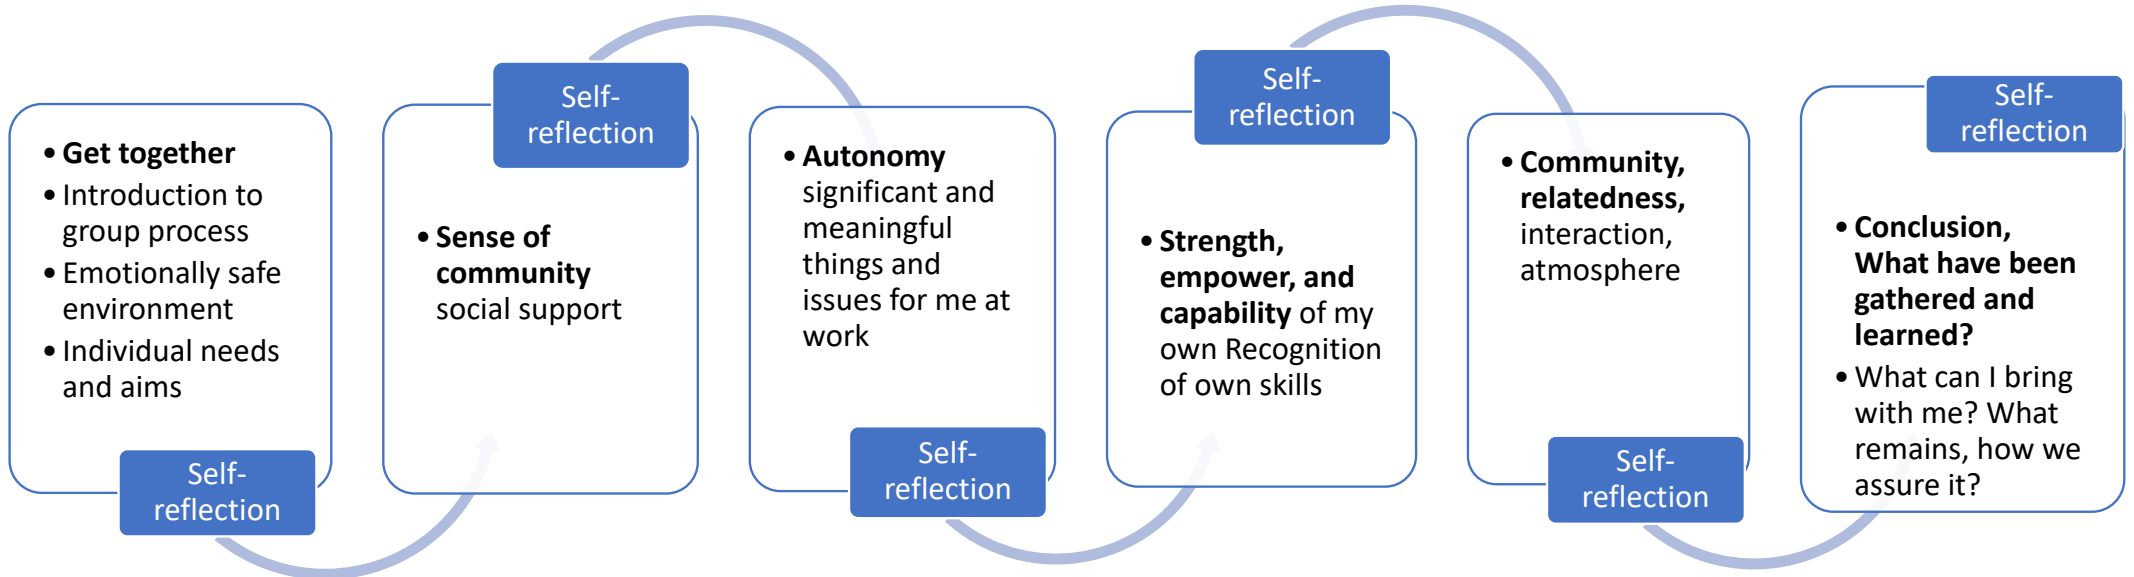 • Get together
• Introduction to
group process
• Emotionally safe
environment
• Individual needs
and aims
Self-
reflection
Self-
reflection
• Sense of
community
social support
• Autonomy
significant and
meaningful
things and
issues for me at
work
Self-
reflection
Self-
reflection
• Strength,
empower, and
capability of my
own Recognition
of own skills
• Community,
relatedness,
interaction,
atmosphere
Self-
reflection
Self-
reflection
• Conclusion,
What have been
gathered and
learned?
• What can I bring
with me? What
remains, how we
assure it?